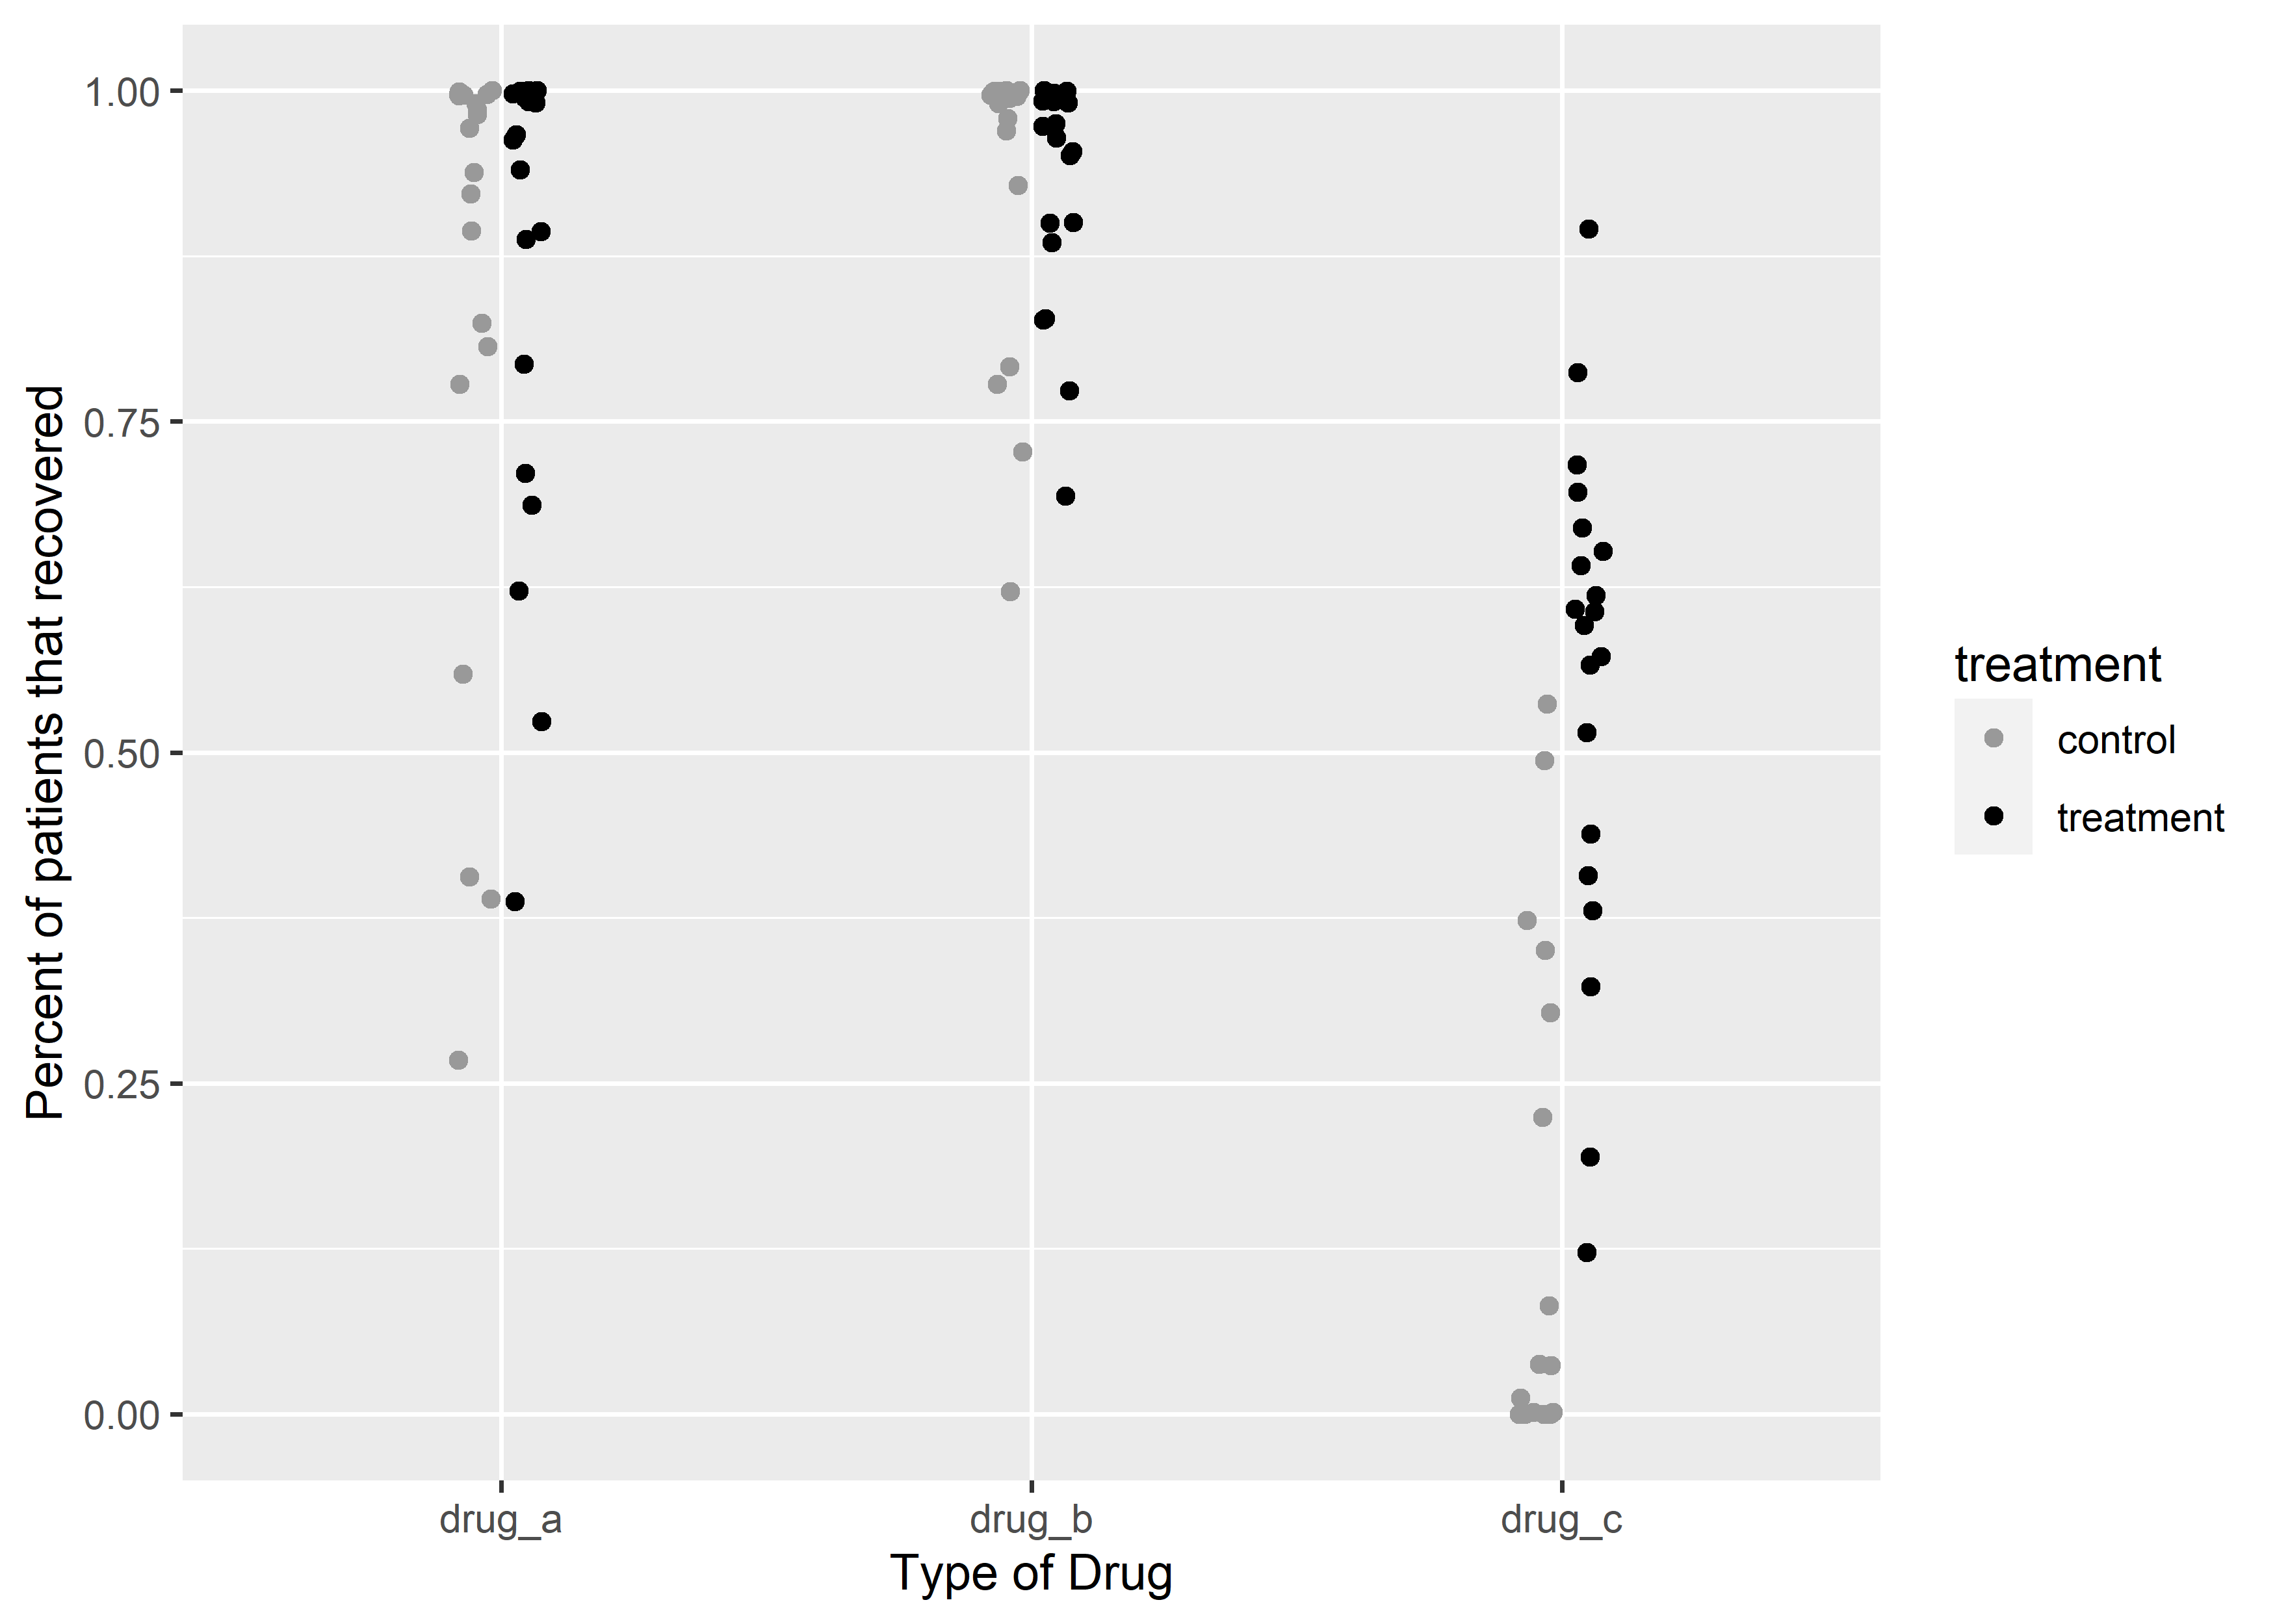 Percent of patients that recovered
1.00
0.75
0.50
0.25
0.00
drug_a
drug_b
drug_c
Type of Drug
treatment
control
treatment